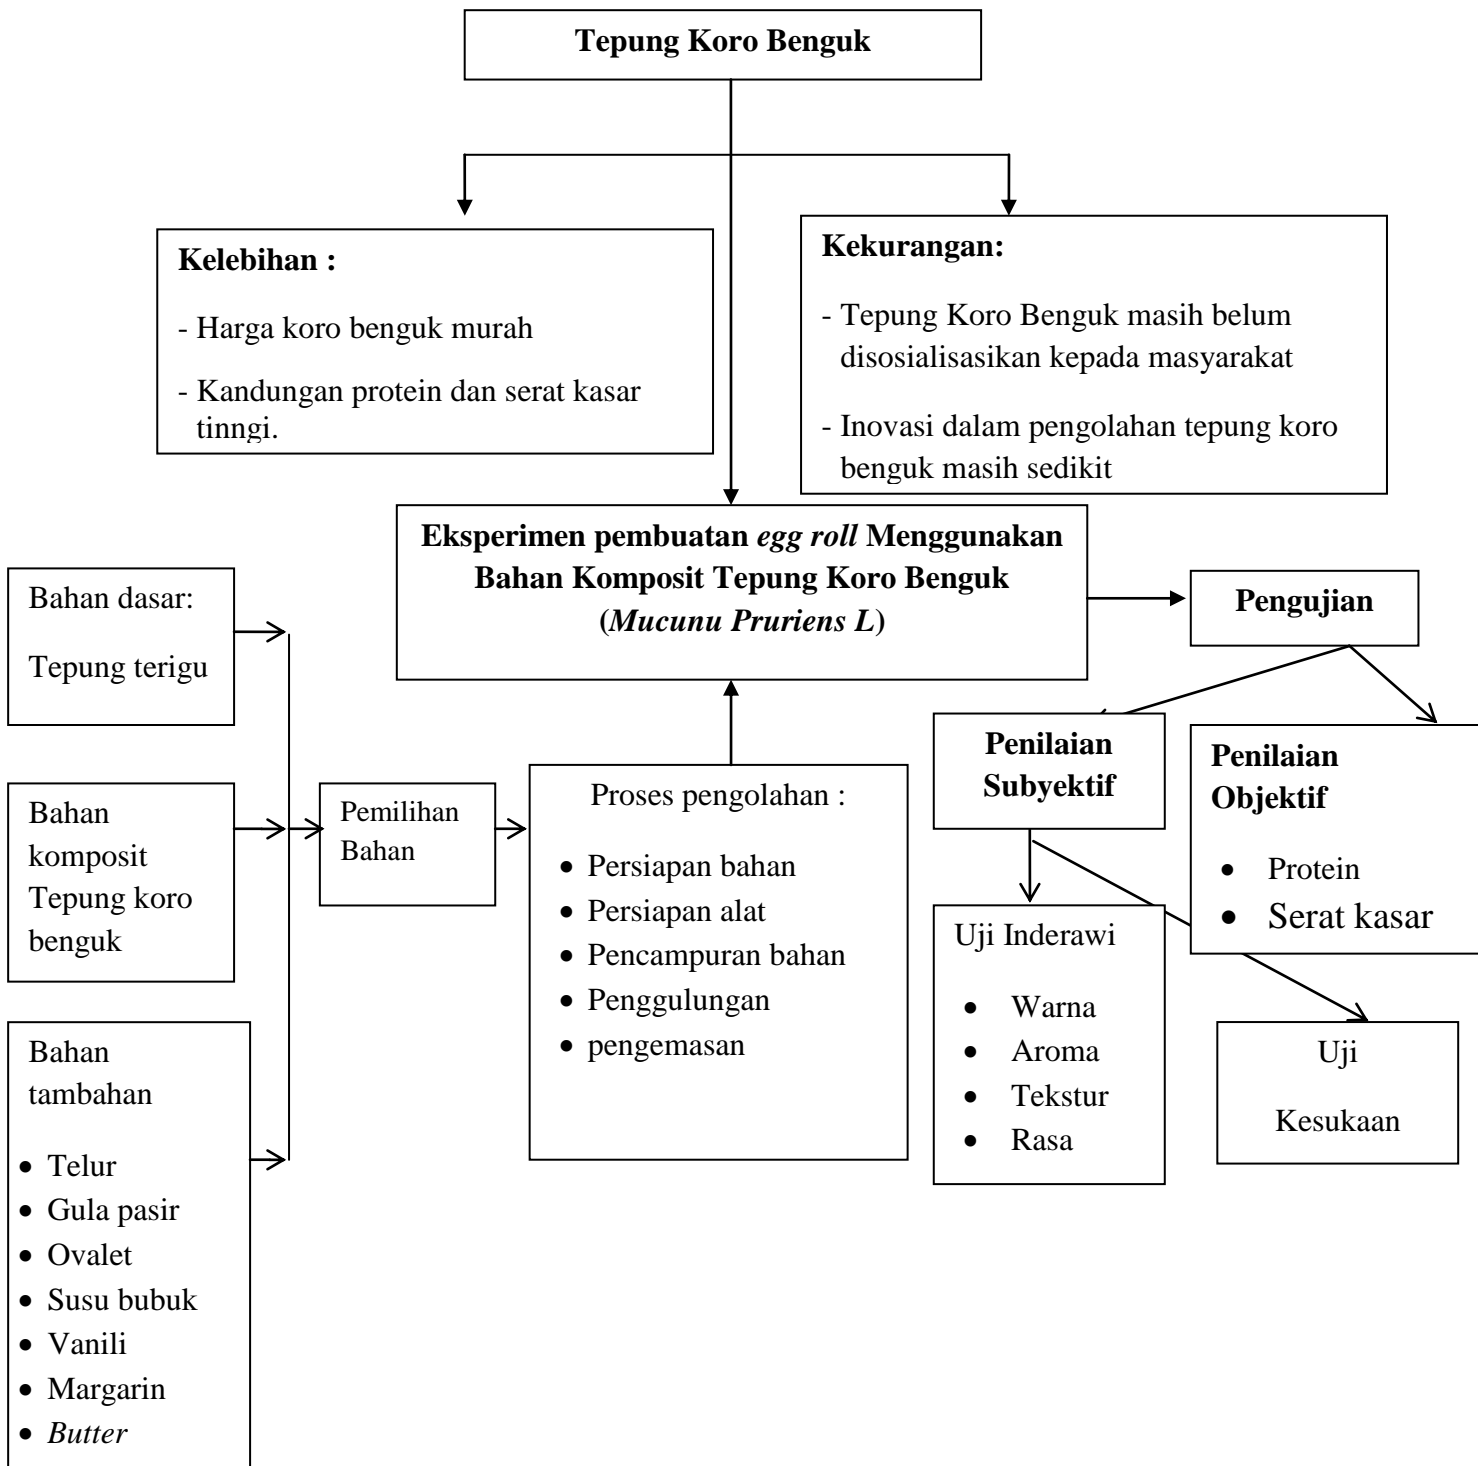 Tepung Koro Benguk
Kelebihan :
- Harga koro benguk murah
- Kandungan protein dan serat kasar
tinngi.
Kekurangan:
- Tepung Koro Benguk masih belum
disosialisasikan kepada masyarakat
- Inovasi dalam pengolahan tepung koro
benguk masih sedikit
Eksperimen pembuatan egg roll Menggunakan
Bahan Komposit Tepung Koro Benguk
(Mucunu Pruriens L)
Pengujian
Bahan dasar:
Tepung terigu
Bahan
komposit
Tepung koro
benguk
Bahan
tambahan
• Telur
• Gula pasir
• Ovalet
• Susu bubuk
• Vanili
• Margarin
• Butter
Pemilihan
Bahan
Proses pengolahan :
• Persiapan bahan
• Persiapan alat
• Pencampuran bahan
• Penggulungan
• pengemasan
Penilaian
Subyektif
Penilaian
Objektif
• Protein
• Serat kasar
Uji Inderawi
• Warna
• Aroma
• Tekstur
• Rasa
Uji
Kesukaan